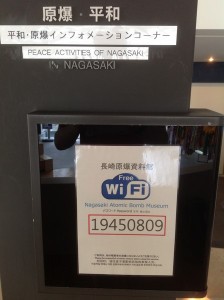 原爆・平和
平和・原爆インフォメーションコーナー
PEACE ACTIVITIES OF NAGASAKI
IN NAGASAKI
長崎原爆資料館
Free
Wi Fi
Nagasaki Atomic Bomb Museum
19450809